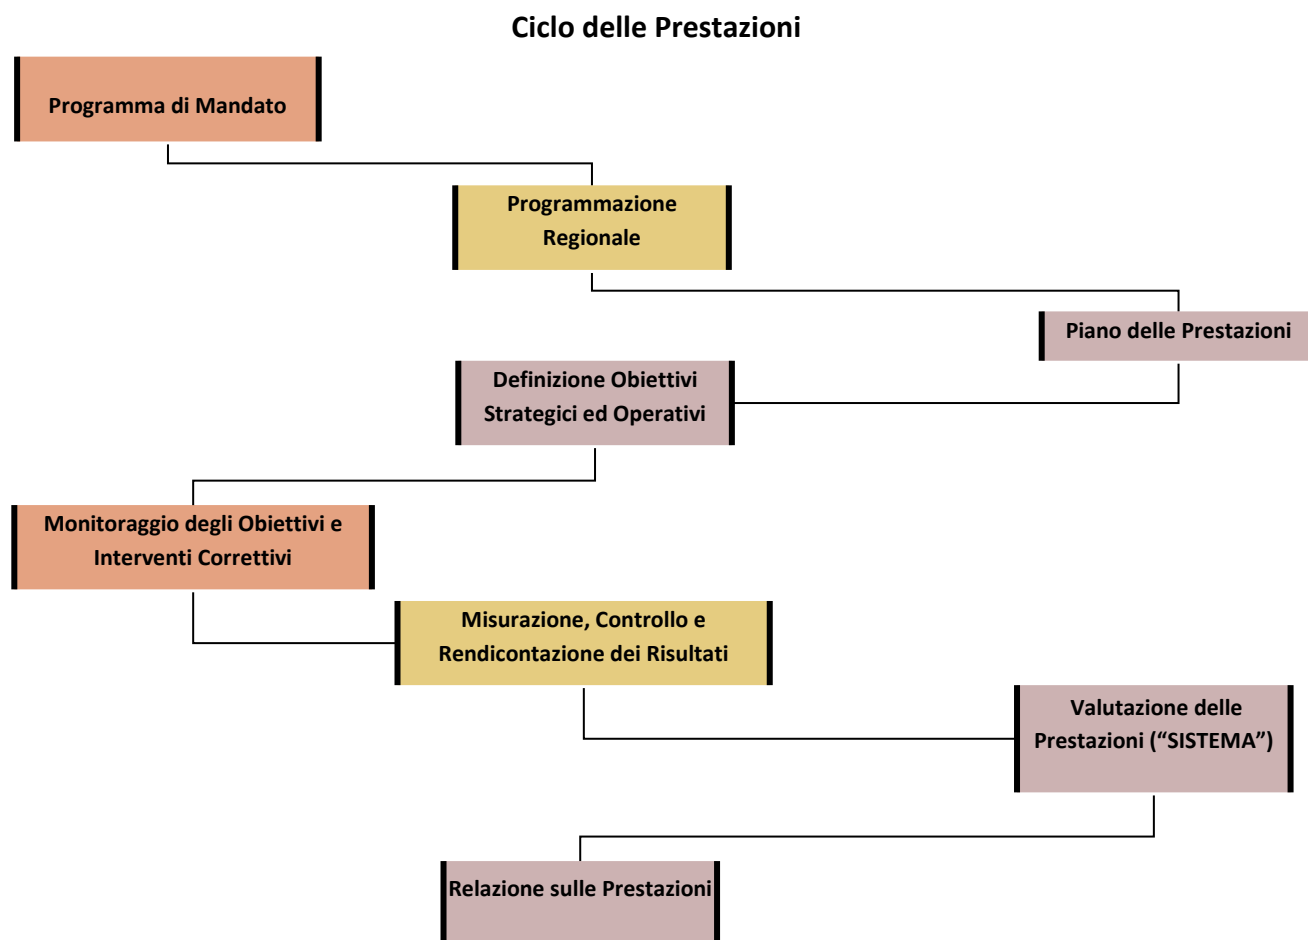 Ciclo delle Prestazioni
Programma di Mandato
Programmazione
Regionale
Piano delle Prestazioni
Definizione Obiettivi
Strategici ed Operativi
Monitoraggio degli Obiettivi e
Interventi Correttivi
Misurazione, Controllo e
Rendicontazione dei Risultati
Valutazione delle
Prestazioni (“SISTEMA”)
Relazione sulle Prestazioni